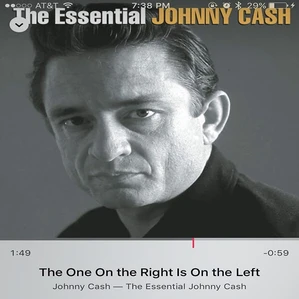 AT&T 7:38 PM 29%
The Essential JOHNNY CASH
1:49 -0:59
The One On the Right Is On the Left
Johnny Cash — The Essential Johnny Cash